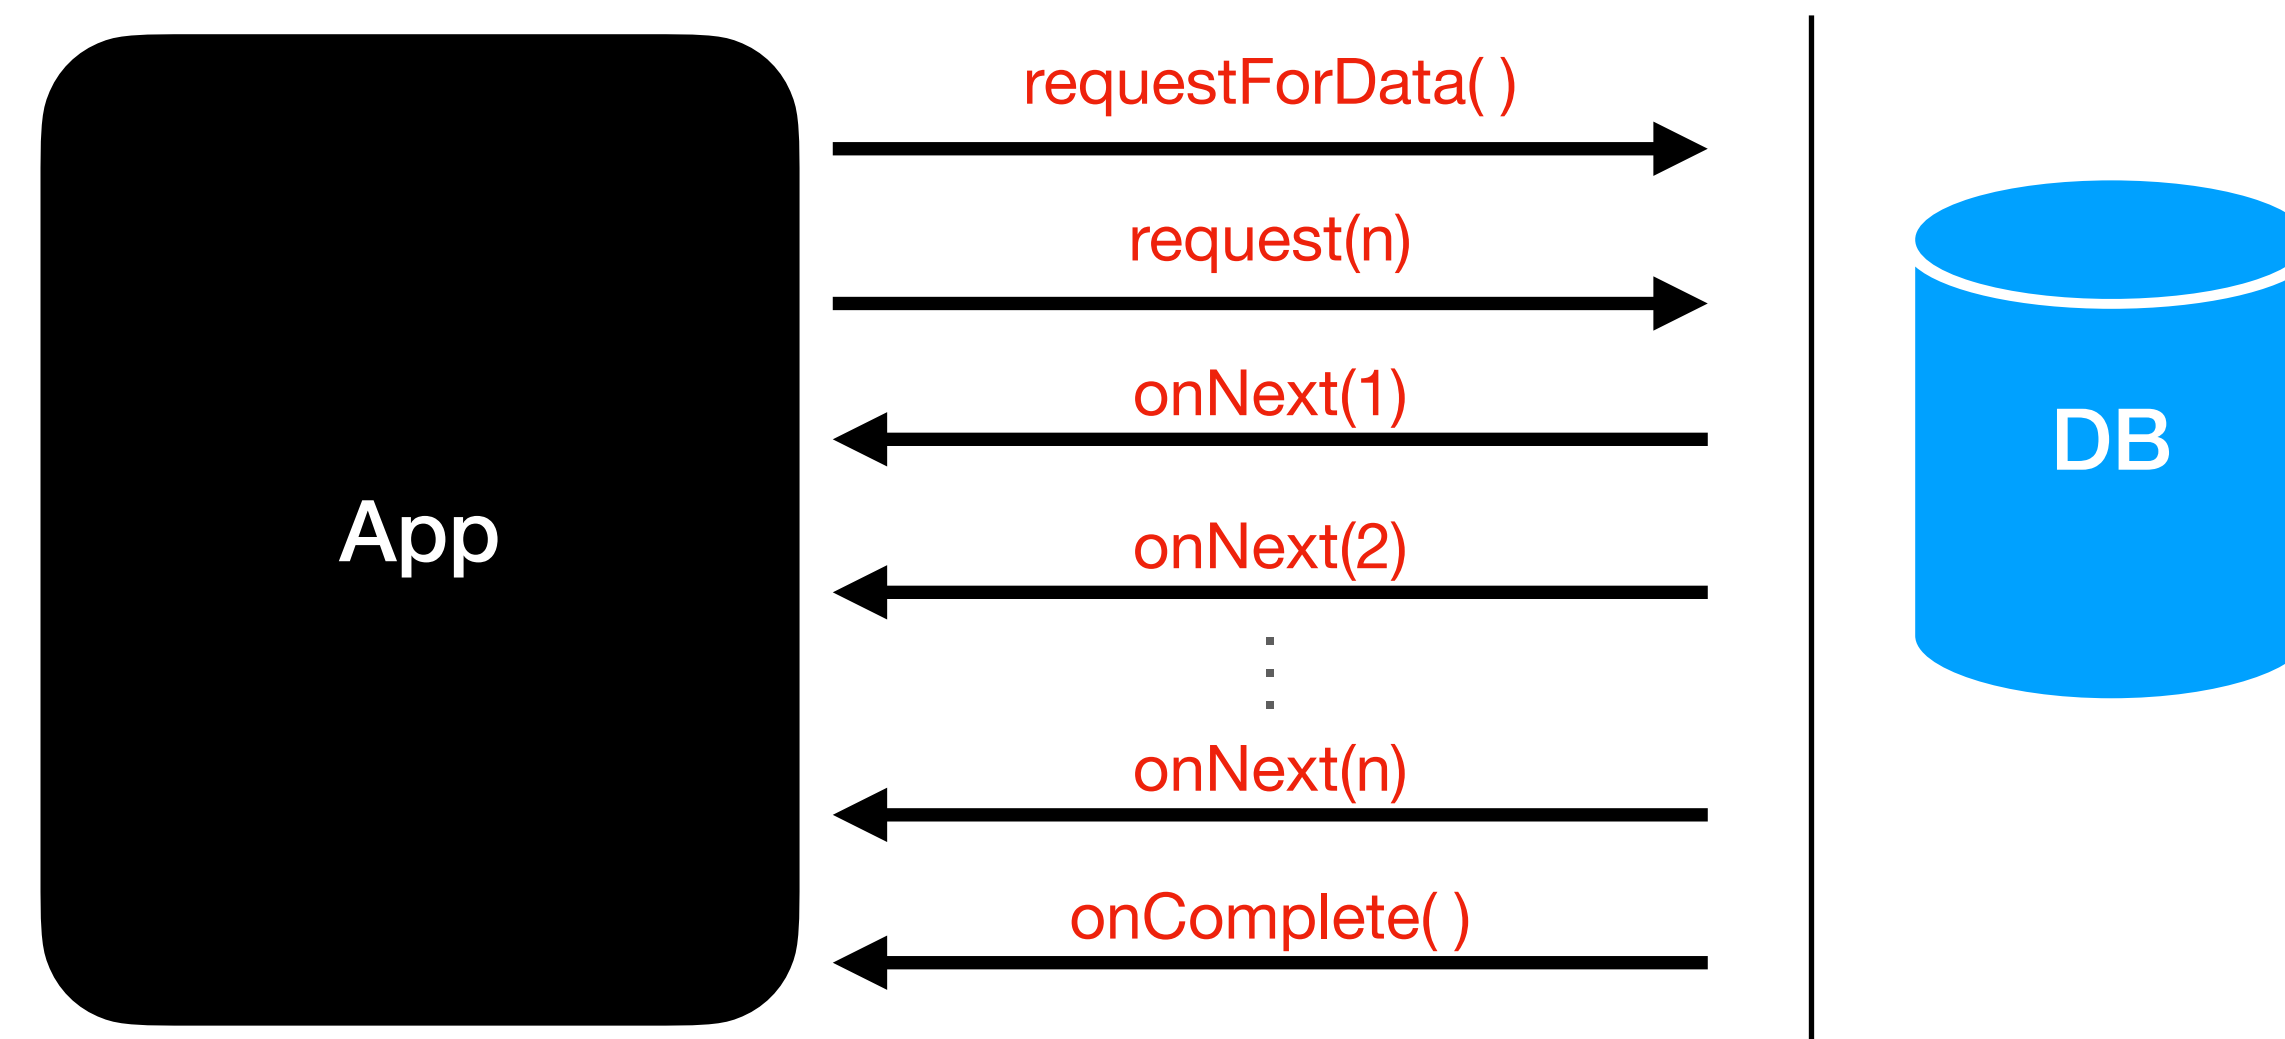 requestForData( )
request(n)
onNext(1)
DB
App
onNext(2)
onNext(n)
onComplete( )